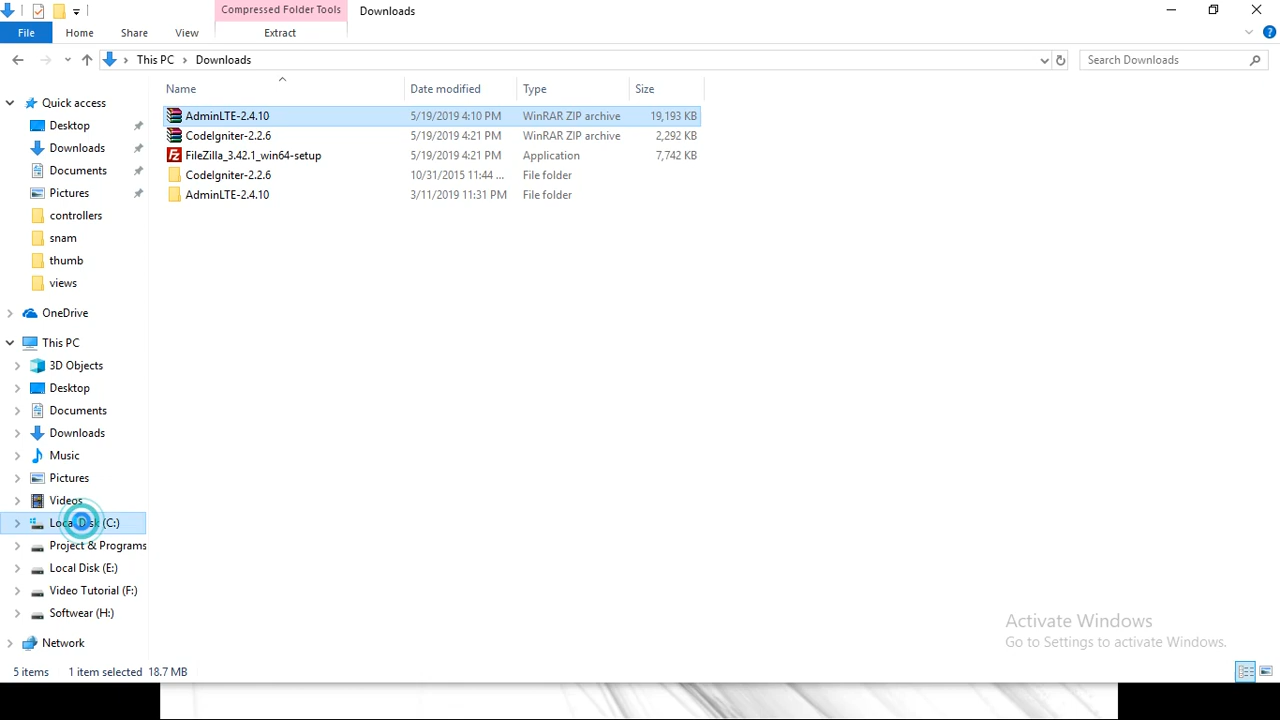 Compressed Folder Tools
Downloads
File
Home
Share
View
Extract
This PC
Downloads
Search Downloads
Name
Date modified
Type
Size
AdminLTE-2.4.10 5/19/2019 4:10 PM WinRAR ZIP archive 19,193 KB
CodeIgniter-2.2.6 5/19/2019 4:21 PM WinRAR ZIP archive 2,292 KB
FileZilla_3.42.1_win64-setup 5/19/2019 4:21 PM Application 7,742 KB
CodeIgniter-2.2.6 10/31/2015 11:44 ... File folder
AdminLTE-2.4.10 3/11/2019 11:31 PM File folder
Quick access
Desktop
Downloads
Documents
Pictures
controllers
snam
thumb
views
OneDrive
This PC
3D Objects
Desktop
Documents
Downloads
Music
Pictures
Videos
Local Disk (C:)
Project & Programs
Local Disk (E:)
Video Tutorial (F:)
Softwear (H:)
Network
Activate Windows
Go to Settings to activate Windows.
5 items
1 item selected 18.7 MB